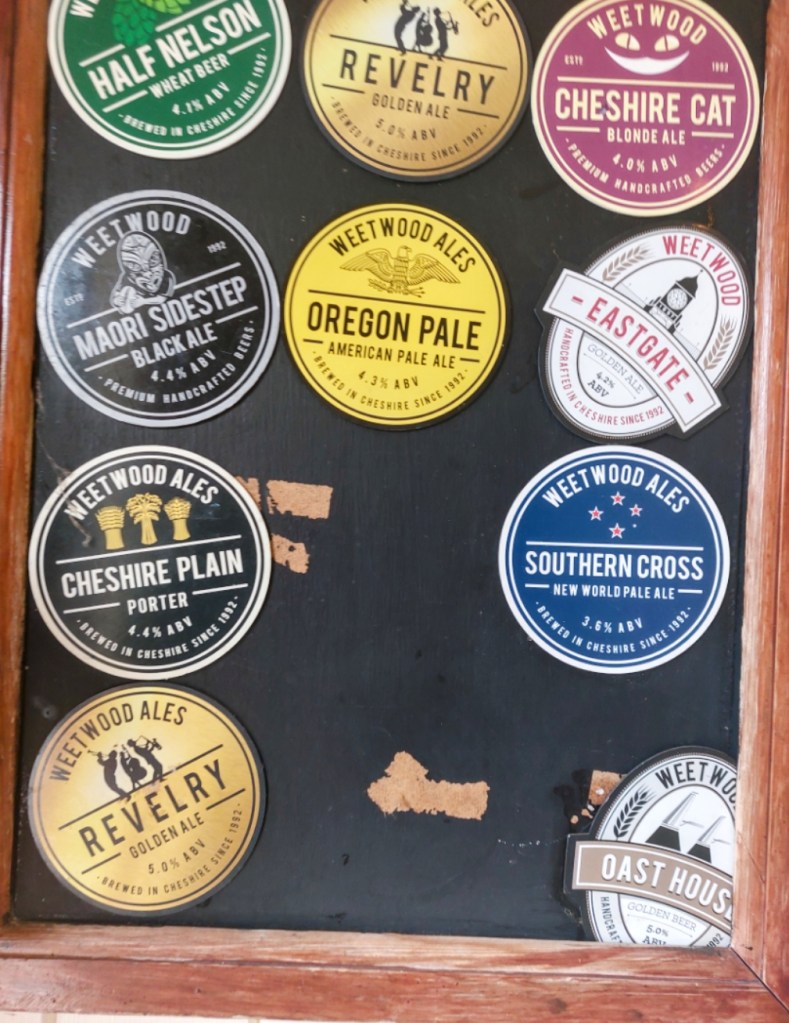 HALF NELSON
WHEAT BEER
4.1% ABV
-BREWED IN CHESHIRE SINCE 1992-
REVELRY
GOLDEN ALE
5.0% ABV
-BREWED IN CHESHIRE SINCE 1992-
WEETWOOD
ESTD 1992
CHESHIRE CAT
BLONDE ALE
4.0% ABV
- PREMIUM HANDCRAFTED BEERS -
WEETWOOD
ESTD 1992
MAORI SIDESTEP
BLACK ALE
4.4% ABV
- PREMIUM HANDCRAFTED BEERS -
WEETWOOD ALES
OREGON PALE
AMERICAN PALE ALE
4.3% ABV
-BREWED IN CHESHIRE SINCE 1992-
WEETWOOD
- EASTGATE -
GOLDEN ALE
4.2%
ABV
HANDCRAFTED IN CHESHIRE SINCE 1992
WEETWOOD ALES
CHESHIRE PLAIN
PORTER
4.4% ABV
-BREWED IN CHESHIRE SINCE 1992-
WEETWOOD ALES
SOUTHERN CROSS
NEW WORLD PALE ALE
3.6% ABV
-BREWED IN CHESHIRE SINCE 1992-
WEETWOOD ALES
REVELRY
GOLDEN ALE
5.0% ABV
-BREWED IN CHESHIRE SINCE 1992-
WEETWOO
OAST HOUS
GOLDEN BEER
5.0%
ABV